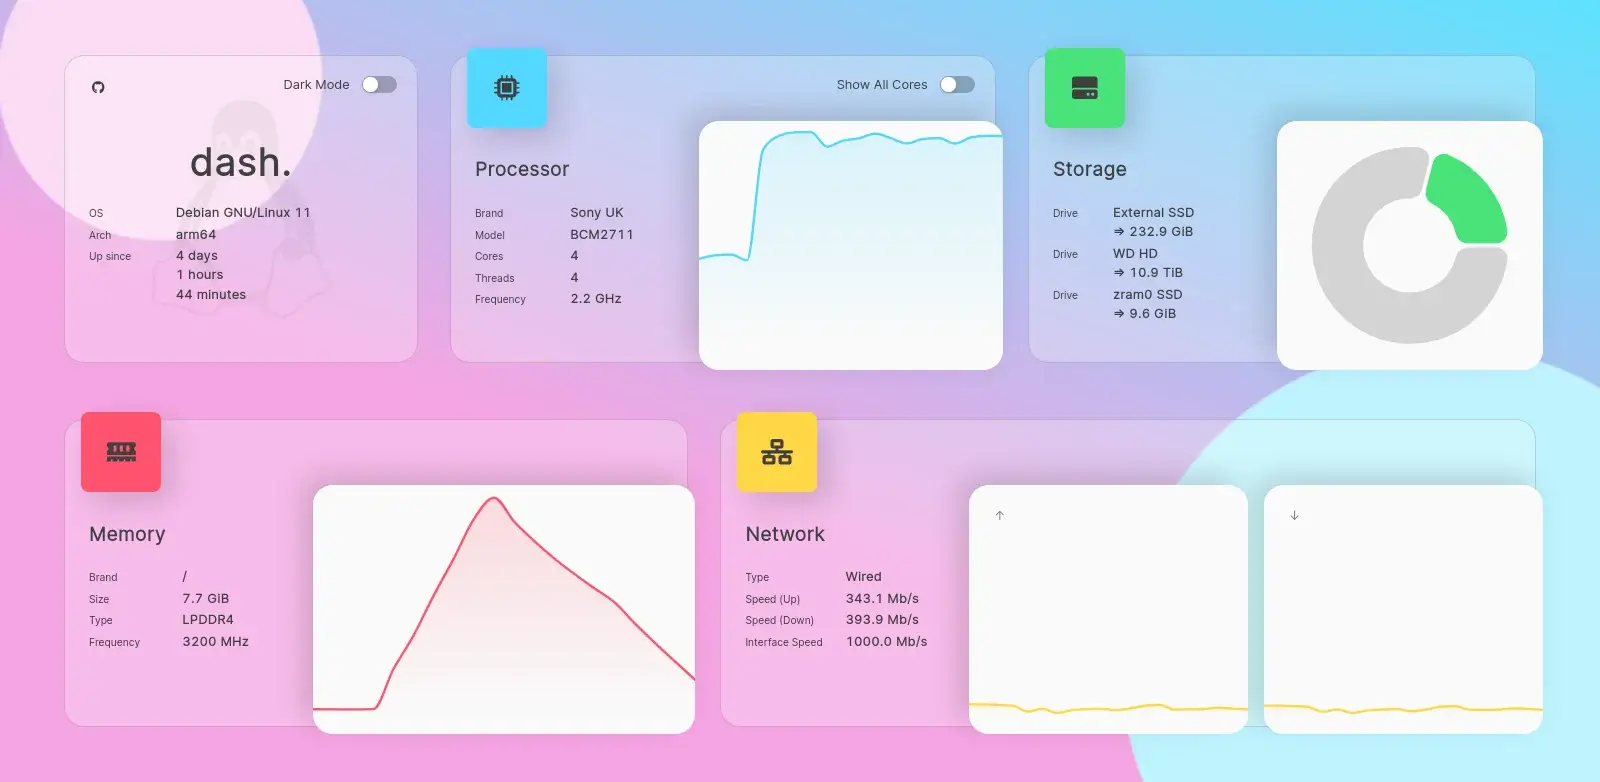 Dark Mode
dash.
OS Debian GNU/Linux 11
Arch arm64
Up since 4 days
1 hours
44 minutes
Show All Cores
Processor
Brand Sony UK
Model BCM2711
Cores 4
Threads 4
Frequency 2.2 GHz
Storage
Drive External SSD
⇒ 232.9 GiB
Drive WD HD
⇒ 10.9 TiB
Drive zram0 SSD
⇒ 9.6 GiB
Memory
Brand /
Size 7.7 GiB
Type LPDDR4
Frequency 3200 MHz
Network
Type Wired
Speed (Up) 343.1 Mb/s
Speed (Down) 393.9 Mb/s
Interface Speed 1000.0 Mb/s
↑
↓